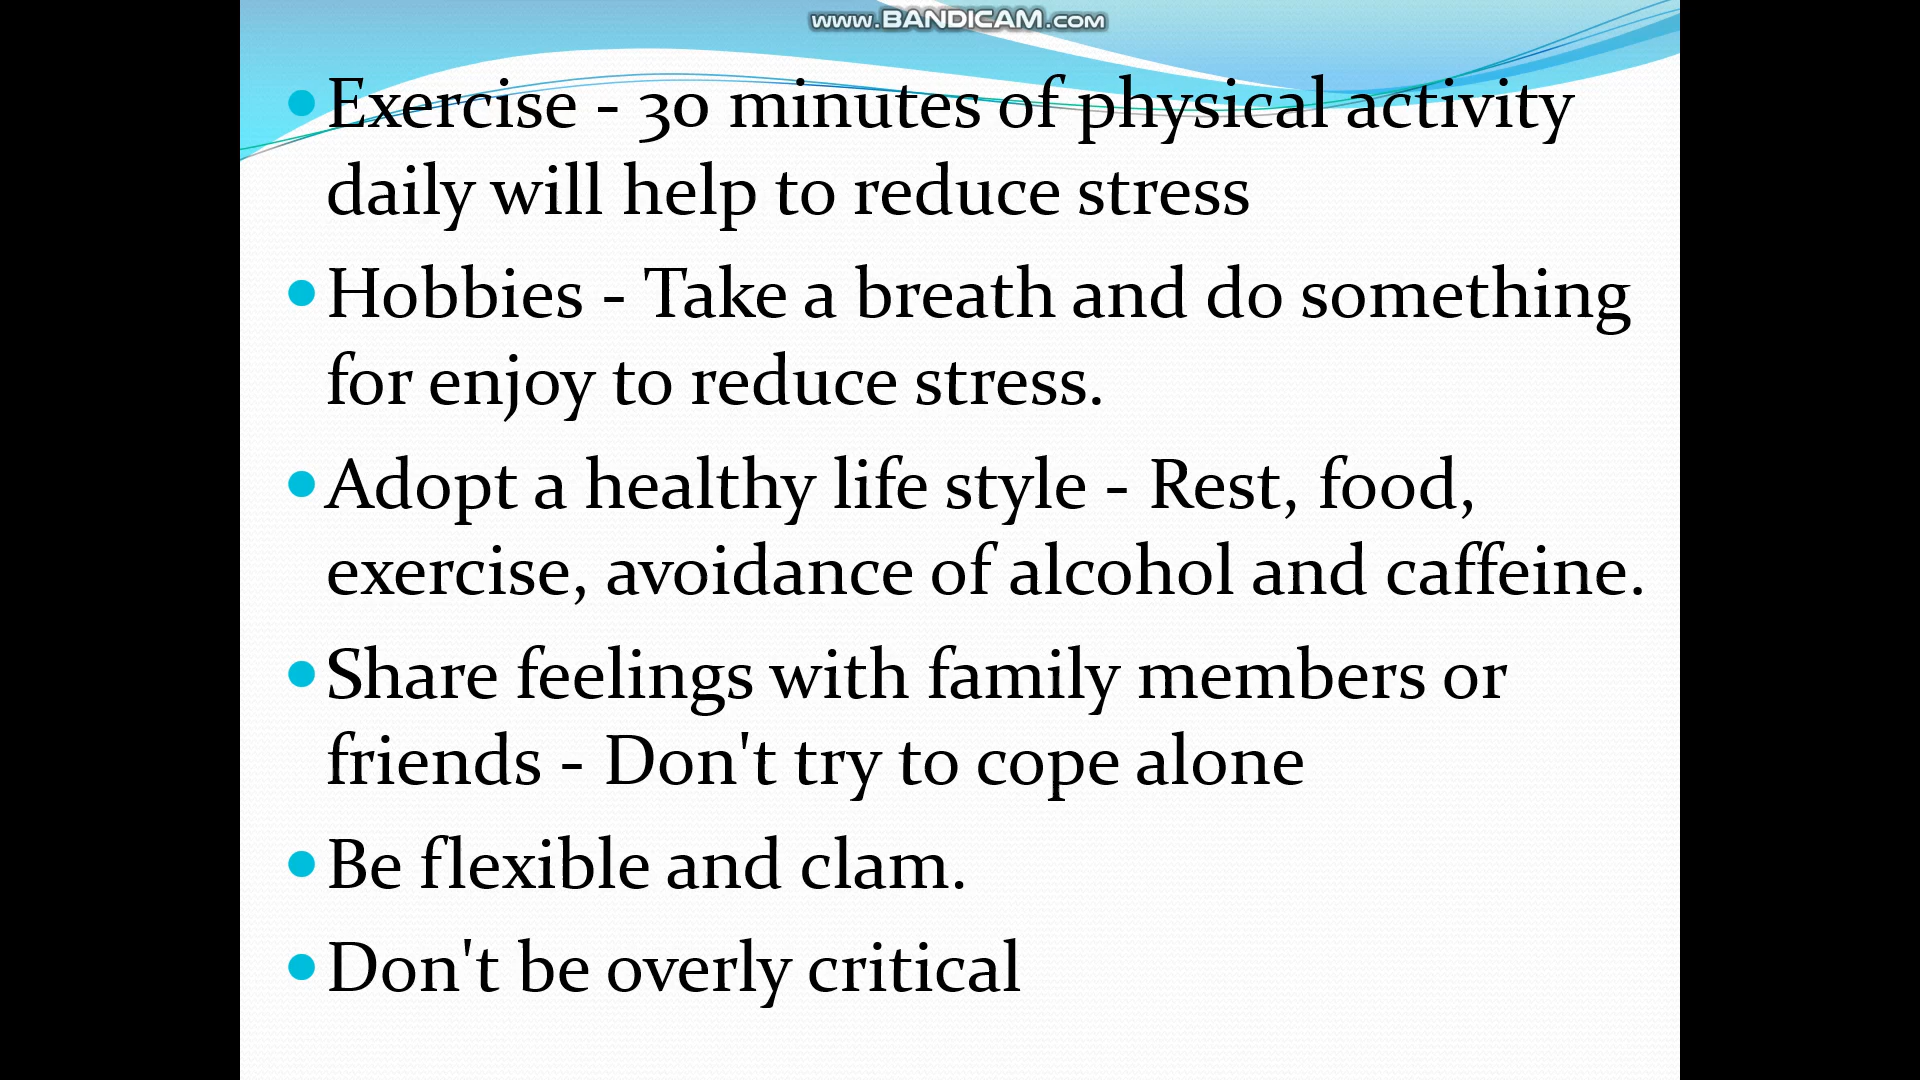 www.BANDICAM.com
Exercise - 30 minutes of physical activity
daily will help to reduce stress
Hobbies - Take a breath and do something
for enjoy to reduce stress.
Adopt a healthy life style - Rest, food,
exercise, avoidance of alcohol and caffeine.
Share feelings with family members or
friends - Don't try to cope alone
Be flexible and clam.
Don't be overly critical